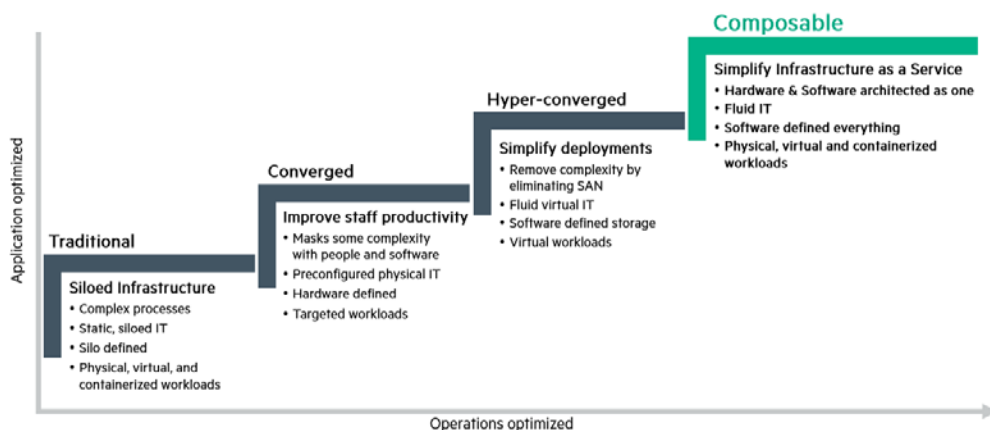 Composable
Simplify Infrastructure as a Service
• Hardware & Software architected as one
• Fluid IT
• Software defined everything
• Physical, virtual and containerized
workloads
Hyper-converged
Simplify deployments
• Remove complexity by
eliminating SAN
• Fluid virtual IT
• Software defined storage
• Virtual workloads
Converged
Improve staff productivity
• Masks some complexity
with people and software
• Preconfigured physical IT
• Hardware defined
• Targeted workloads
Traditional
Siloed Infrastructure
• Complex processes
• Static, siloed IT
• Silo defined
• Physical, virtual, and
containerized workloads
Application optimized
Operations optimized